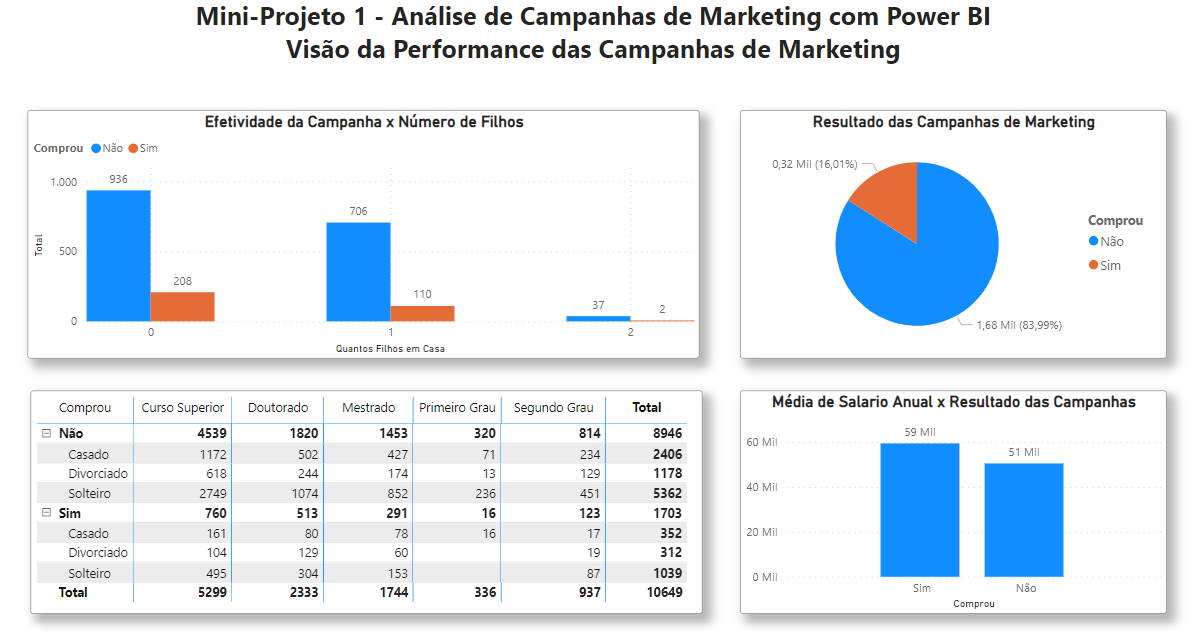 Mini-Projeto 1 - Análise de Campanhas de Marketing com Power BI
Visão da Performance das Campanhas de Marketing
Efetividade da Campanha x Número de Filhos
Comprou Não Sim
Total
1.000
500
0
936
208
706
110
37
2
0 1 2
Quantos Filhos em Casa
Resultado das Campanhas de Marketing
0,32 Mil (16,01%)
1,68 Mil (83,99%)
Comprou
Não
Sim
Comprou Curso Superior Doutorado Mestrado Primeiro Grau Segundo Grau Total
Não 4539 1820 1453 320 814 8946
Casado 1172 502 427 71 234 2406
Divorciado 618 244 174 13 129 1178
Solteiro 2749 1074 852 236 451 5362
Sim 760 513 291 16 123 1703
Casado 161 80 78 16 17 352
Divorciado 104 129 60 19 312
Solteiro 495 304 153 87 1039
Total 5299 2333 1744 336 937 10649
Média de Salario Anual x Resultado das Campanhas
60 Mil
40 Mil
20 Mil
0 Mil
59 Mil
51 Mil
Sim Não
Comprou